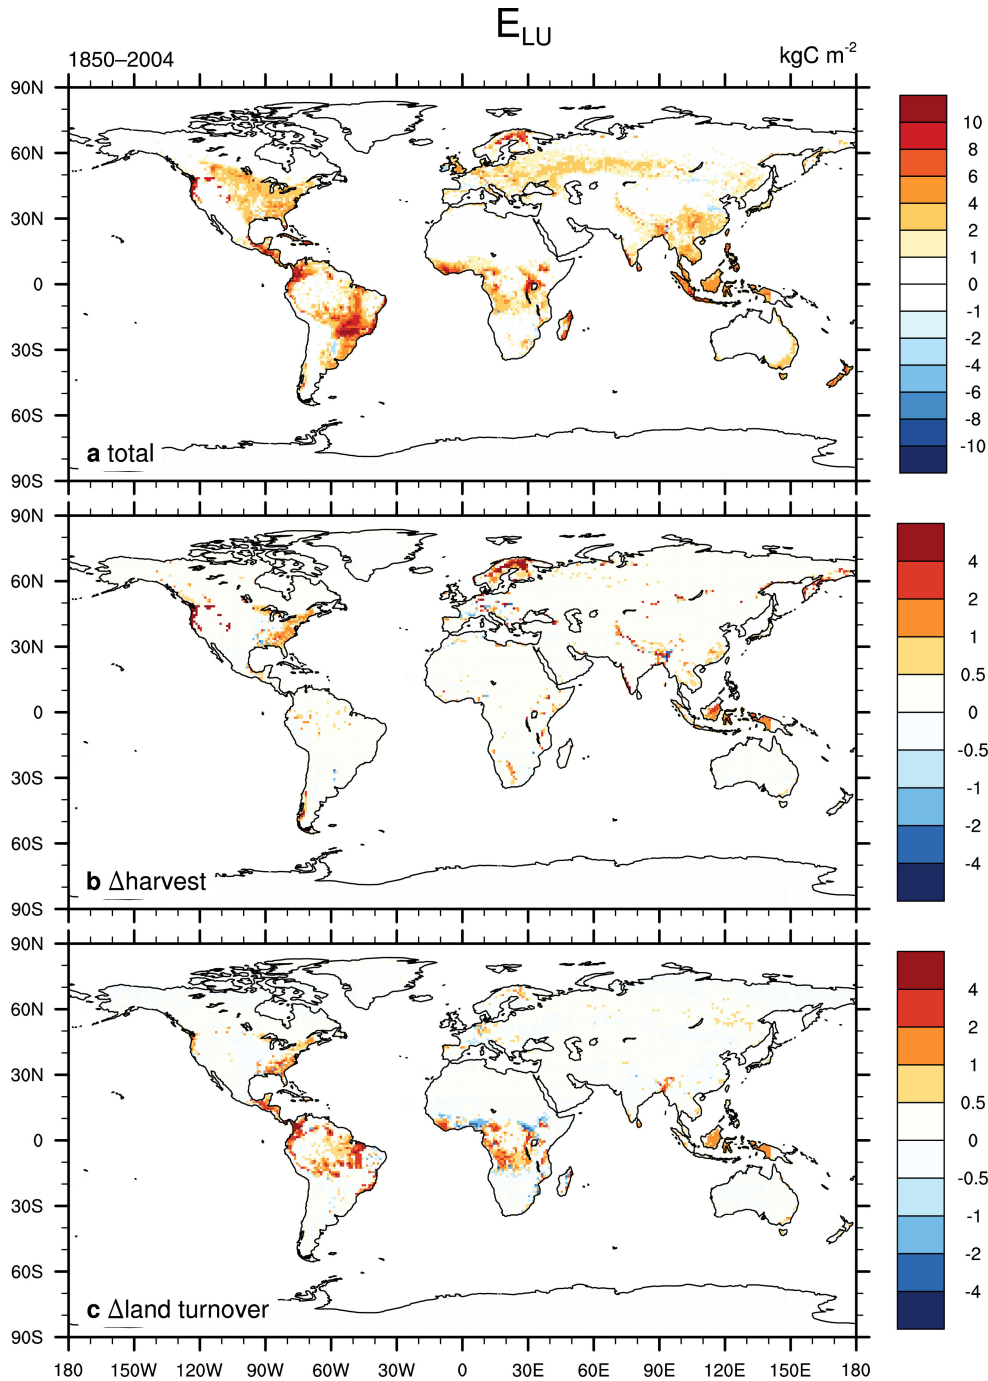 E_LU
1850–2004
kgC m-2
90N
60N
30N
0
30S
60S
90S
a total
10
8
6
4
2
1
0
-1
-2
-4
-6
-8
-10
90N
60N
30N
0
30S
60S
90S
b Δharvest
4
2
1
0.5
0
-0.5
-1
-2
-4
90N
60N
30N
0
30S
60S
90S
c Δland turnover
4
2
1
0.5
0
-0.5
-1
-2
-4
180 150W 120W 90W 60W 30W 0 30E 60E 90E 120E 150E 180